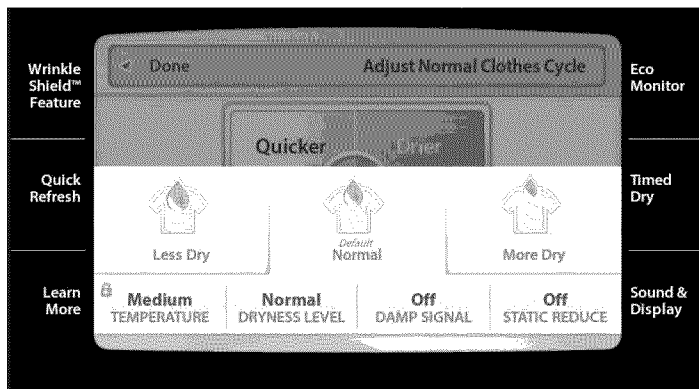 Wrinkle
Shield™
Feature
Quick
Refresh
Learn
More
< Done
Adjust Normal Clothes Cycle
Quicker
Dryer
Less Dry
Default
Normal
More Dry
Medium
TEMPERATURE
Normal
DRYNESS LEVEL
Off
DAMP SIGNAL
Off
STATIC REDUCE
Eco
Monitor
Timed
Dry
Sound &
Display